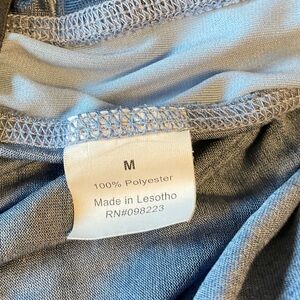 M
100% Polyester
Made in Lesotho
RN#098223